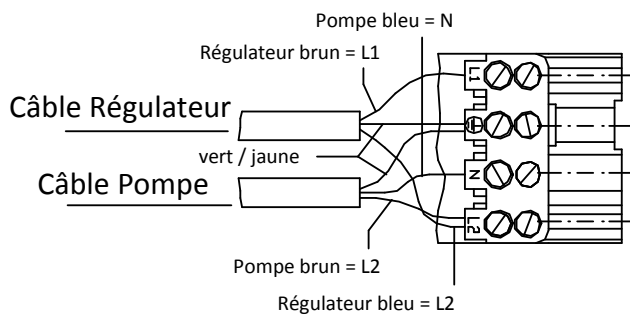 Pompe bleu = N
Régulateur brun = L1
Câble Régulateur
vert / jaune
Câble Pompe
Pompe brun = L2
Régulateur bleu = L2
L1
N
L2